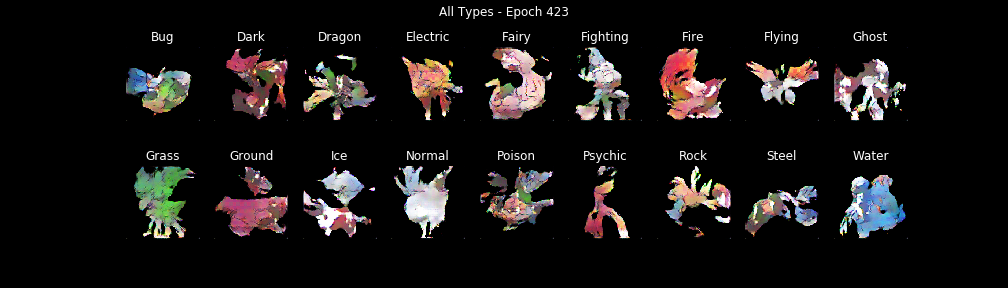 All Types - Epoch 423
Bug Dark Dragon Electric Fairy Fighting Fire Flying Ghost
Grass Ground Ice Normal Poison Psychic Rock Steel Water